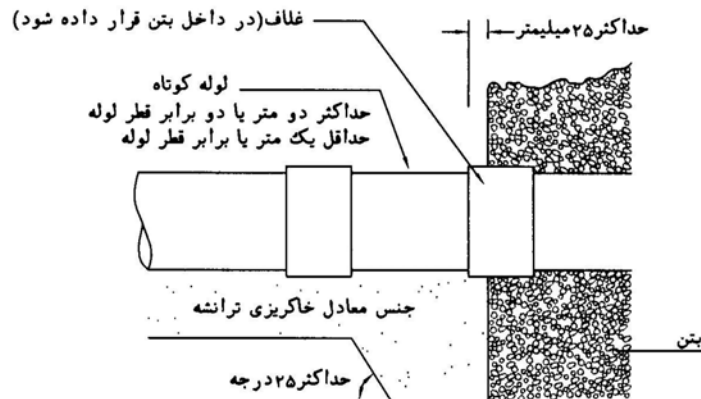 غلاف(در داخل بتن قرار داده شود)
حداکثر۲۵میلیمتر
لوله کوتاه
حداکثر دو متر یا دو برابر قطر لوله
حداقل یک متر یا برابر قطر لوله
جنس معادل خاکریزی ترانشه
بتن
حداکثر۲۵درجه